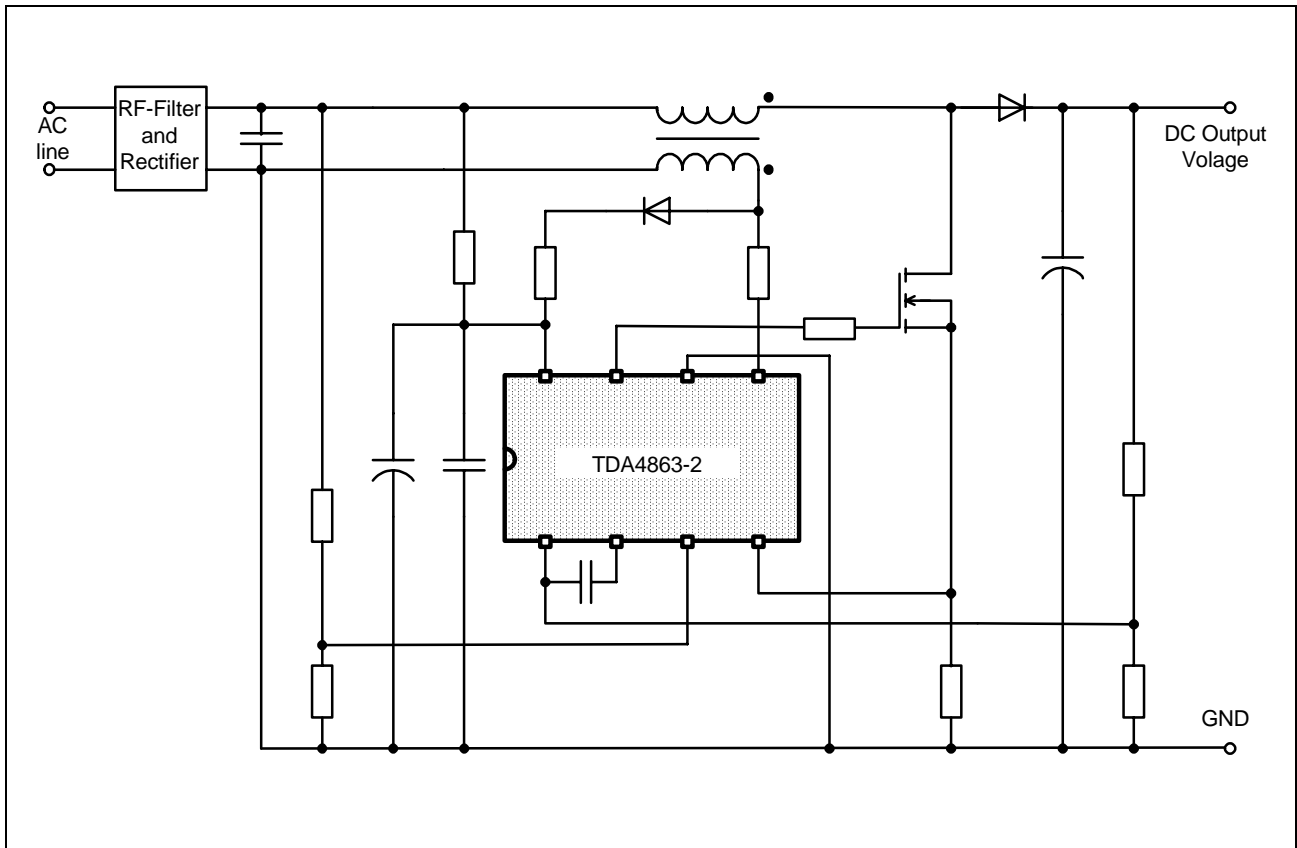 AC
line
RF-Filter
and
Rectifier
DC Output
Volage
TDA4863-2
GND